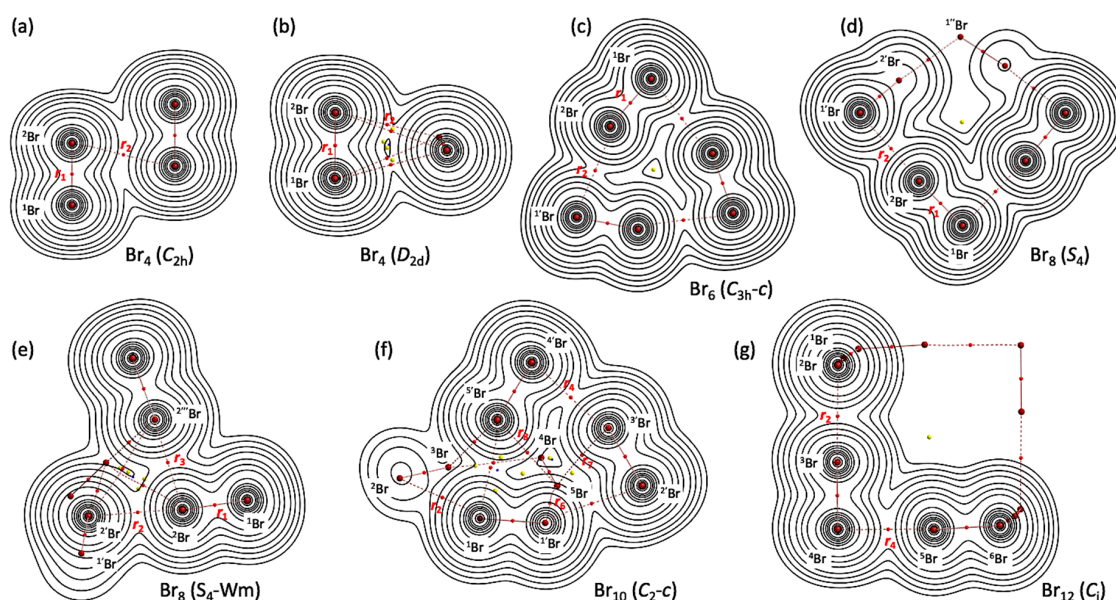 (a)
²Br
r₂
r₁
¹Br
Br₄ (C₂ₕ)
(b)
²Br
r₁
¹Br
Br₄ (D₂d)
(c)
¹Br
r₁
²Br
r₂
¹′Br
Br₆ (C₃ₕ-c)
(d)
¹″Br
²′Br
¹′Br
r₂
²Br
r₁
¹Br
Br₈ (S₄)
(e)
²‴Br
r₃
r₁
r₂
²′Br
²Br
¹Br
¹′Br
Br₈ (S₄-Wm)
(f)
⁴′Br
⁵′Br
r₄
³′Br
³Br
⁴Br
r₇
²Br
⁵Br
²′Br
r₂
r₆
¹Br
¹′Br
Br₁₀ (C₂-c)
(g)
¹Br
²Br
r₂
³Br
⁴Br
r₄
⁵Br
⁶Br
Br₁₂ (Cᵢ)